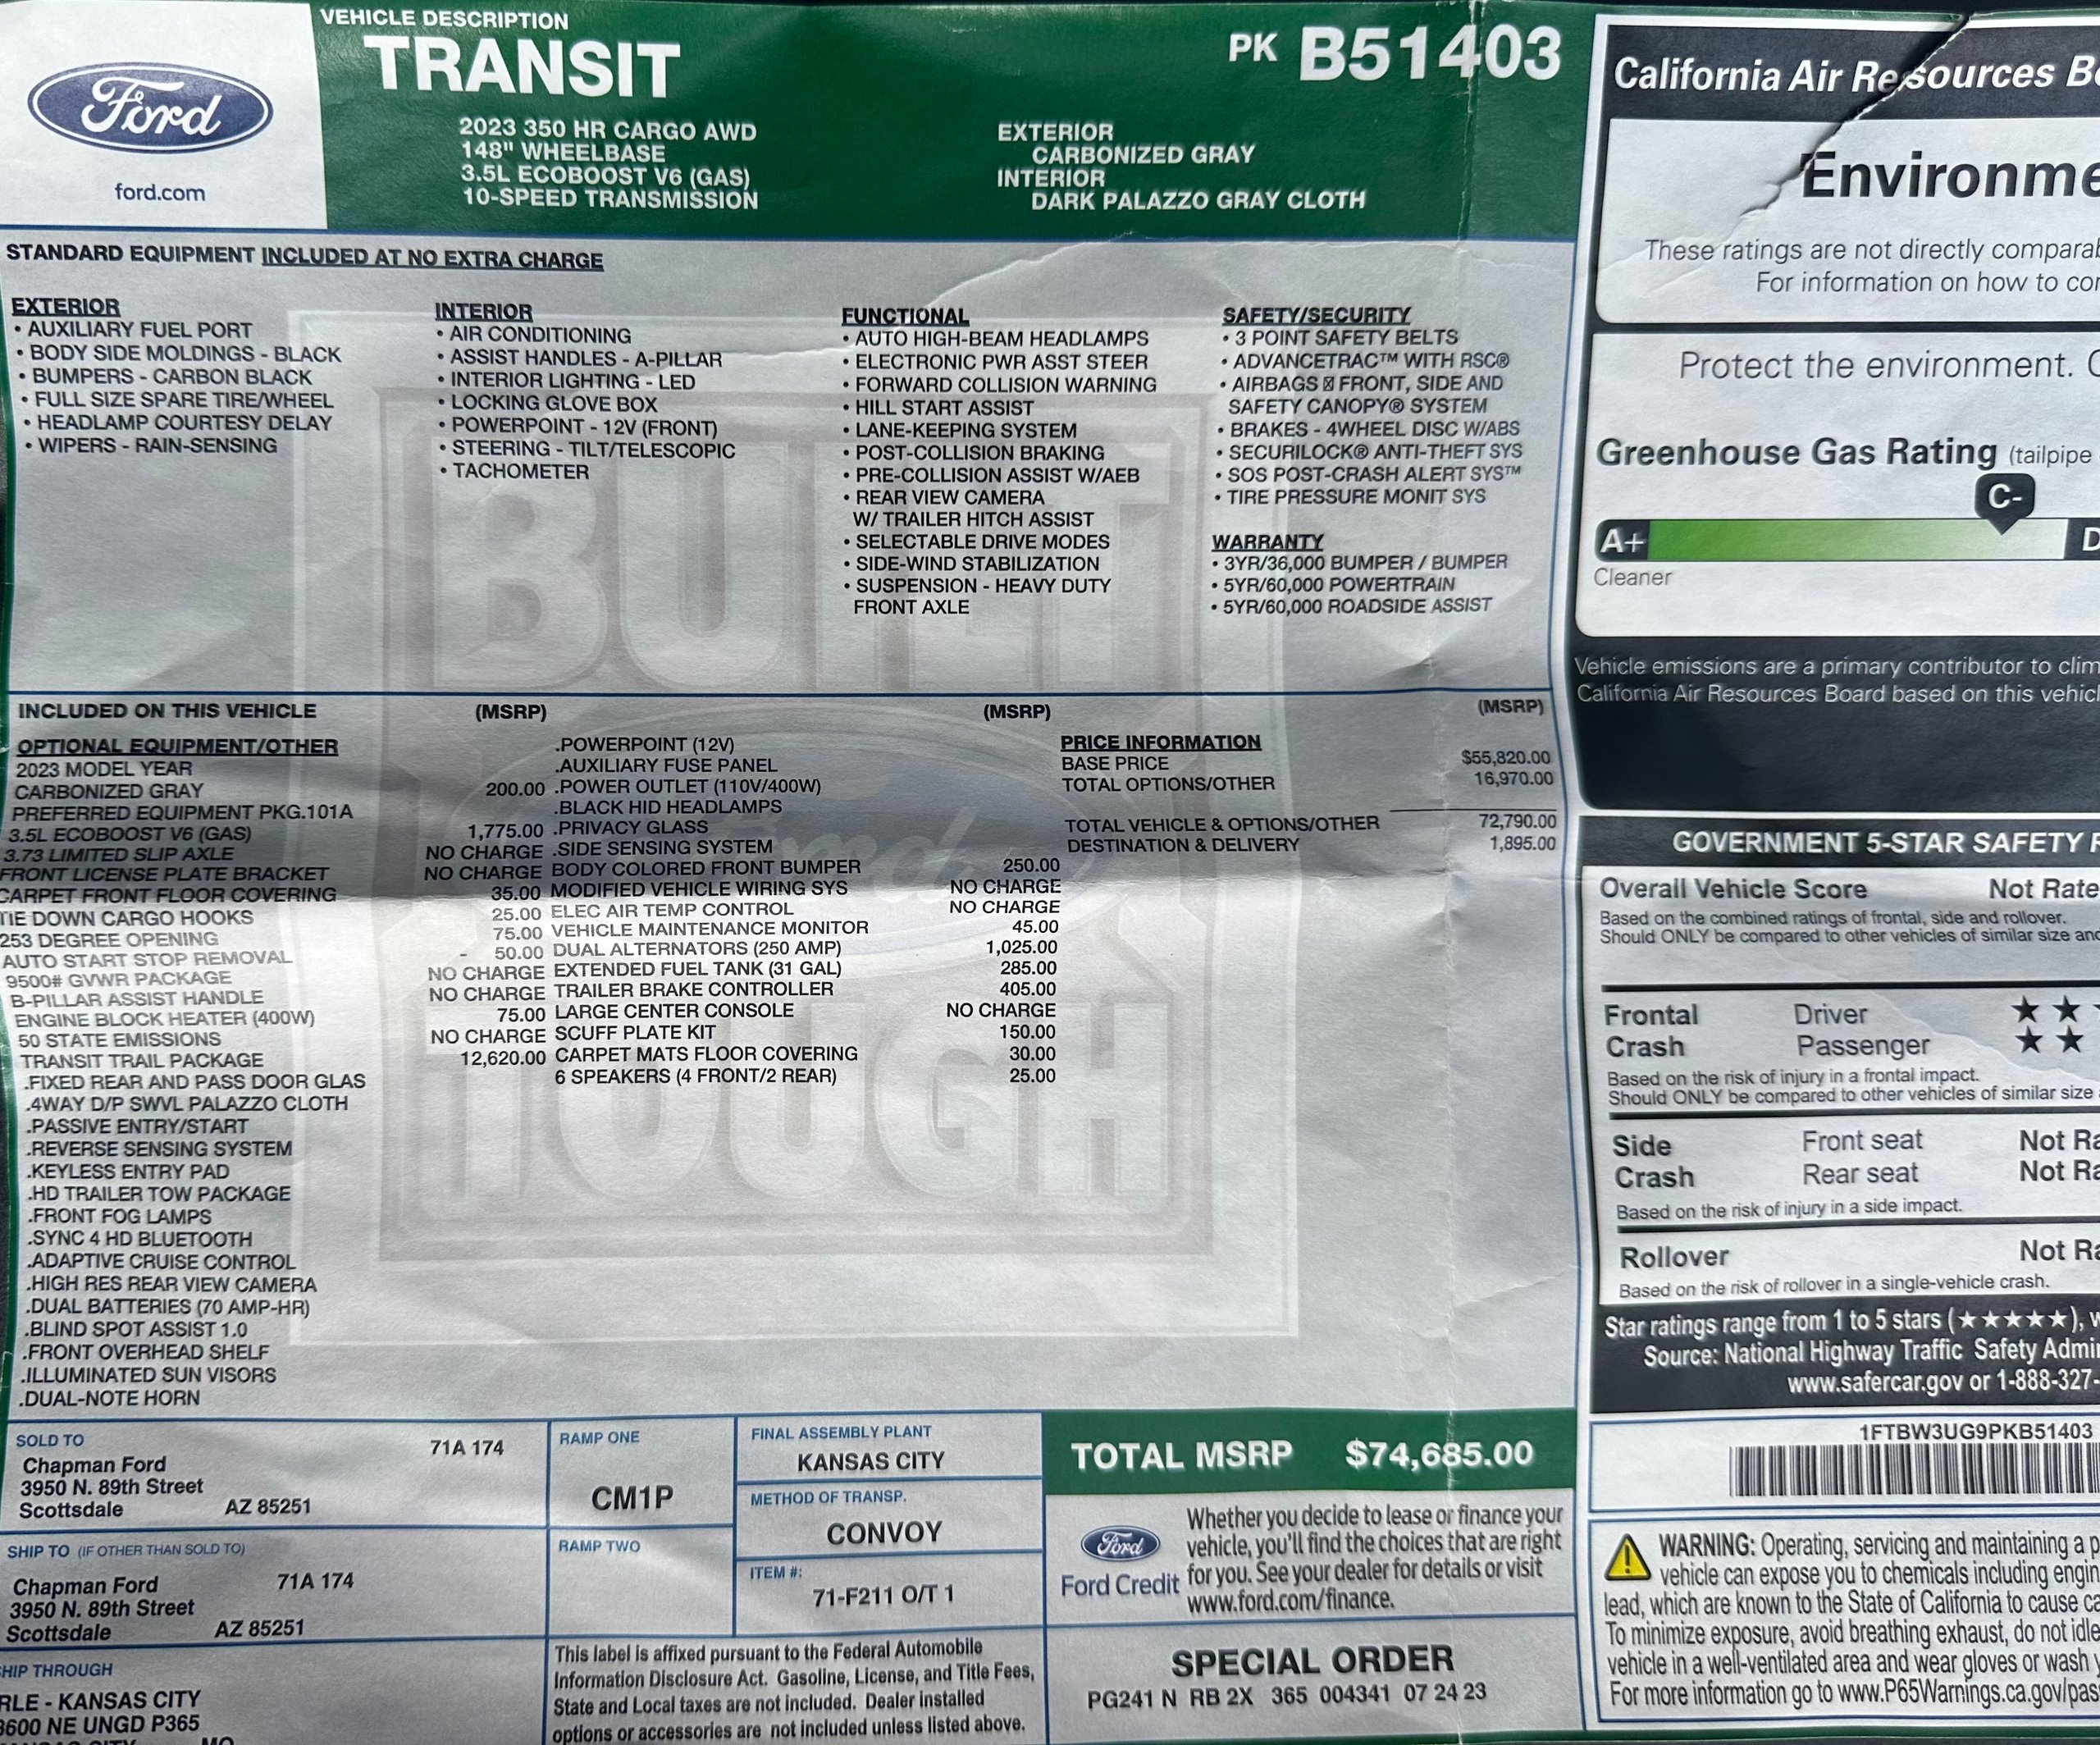 Ford
ford.com
VEHICLE DESCRIPTION
TRANSIT
PK B51403
2023 350 HR CARGO AWD
148" WHEELBASE
3.5L ECOBOOST V6 (GAS)
10-SPEED TRANSMISSION
EXTERIOR
CARBONIZED GRAY
INTERIOR
DARK PALAZZO GRAY CLOTH
STANDARD EQUIPMENT INCLUDED AT NO EXTRA CHARGE
EXTERIOR
• AUXILIARY FUEL PORT
• BODY SIDE MOLDINGS - BLACK
• BUMPERS - CARBON BLACK
• FULL SIZE SPARE TIRE/WHEEL
• HEADLAMP COURTESY DELAY
• WIPERS - RAIN-SENSING
INTERIOR
• AIR CONDITIONING
• ASSIST HANDLES - A-PILLAR
• INTERIOR LIGHTING - LED
• LOCKING GLOVE BOX
• POWERPOINT - 12V (FRONT)
• STEERING - TILT/TELESCOPIC
• TACHOMETER
FUNCTIONAL
• AUTO HIGH-BEAM HEADLAMPS
• ELECTRONIC PWR ASST STEER
• FORWARD COLLISION WARNING
• HILL START ASSIST
• LANE-KEEPING SYSTEM
• POST-COLLISION BRAKING
• PRE-COLLISION ASSIST W/AEB
• REAR VIEW CAMERA
W/ TRAILER HITCH ASSIST
• SELECTABLE DRIVE MODES
• SIDE-WIND STABILIZATION
• SUSPENSION - HEAVY DUTY
FRONT AXLE
SAFETY/SECURITY
• 3 POINT SAFETY BELTS
• ADVANCETRAC™ WITH RSC®
• AIRBAGS FRONT, SIDE AND
SAFETY CANOPY® SYSTEM
• BRAKES - 4WHEEL DISC W/ABS
• SECURILOCK® ANTI-THEFT SYS
• SOS POST-CRASH ALERT SYS™
• TIRE PRESSURE MONIT SYS
WARRANTY
• 3YR/36,000 BUMPER / BUMPER
• 5YR/60,000 POWERTRAIN
• 5YR/60,000 ROADSIDE ASSIST
BUILT
Ford
TOUGH
INCLUDED ON THIS VEHICLE (MSRP)
OPTIONAL EQUIPMENT/OTHER
2023 MODEL YEAR
CARBONIZED GRAY 200.00
PREFERRED EQUIPMENT PKG.101A
3.5L ECOBOOST V6 (GAS) 1,775.00
3.73 LIMITED SLIP AXLE NO CHARGE
FRONT LICENSE PLATE BRACKET NO CHARGE
CARPET FRONT FLOOR COVERING 35.00
TIE DOWN CARGO HOOKS 25.00
253 DEGREE OPENING 75.00
AUTO START STOP REMOVAL - 50.00
9500# GVWR PACKAGE NO CHARGE
B-PILLAR ASSIST HANDLE NO CHARGE
ENGINE BLOCK HEATER (400W) 75.00
50 STATE EMISSIONS NO CHARGE
TRANSIT TRAIL PACKAGE 12,620.00
.FIXED REAR AND PASS DOOR GLAS
.4WAY D/P SWVL PALAZZO CLOTH
.PASSIVE ENTRY/START
.REVERSE SENSING SYSTEM
.KEYLESS ENTRY PAD
.HD TRAILER TOW PACKAGE
.FRONT FOG LAMPS
.SYNC 4 HD BLUETOOTH
.ADAPTIVE CRUISE CONTROL
.HIGH RES REAR VIEW CAMERA
.DUAL BATTERIES (70 AMP-HR)
.BLIND SPOT ASSIST 1.0
.FRONT OVERHEAD SHELF
.ILLUMINATED SUN VISORS
.DUAL-NOTE HORN
(MSRP)
.POWERPOINT (12V)
.AUXILIARY FUSE PANEL
.POWER OUTLET (110V/400W)
.BLACK HID HEADLAMPS
.PRIVACY GLASS
.SIDE SENSING SYSTEM
BODY COLORED FRONT BUMPER 250.00
MODIFIED VEHICLE WIRING SYS NO CHARGE
ELEC AIR TEMP CONTROL NO CHARGE
VEHICLE MAINTENANCE MONITOR 45.00
DUAL ALTERNATORS (250 AMP) 1,025.00
EXTENDED FUEL TANK (31 GAL) 285.00
TRAILER BRAKE CONTROLLER 405.00
LARGE CENTER CONSOLE NO CHARGE
SCUFF PLATE KIT 150.00
CARPET MATS FLOOR COVERING 30.00
6 SPEAKERS (4 FRONT/2 REAR) 25.00
(MSRP)
PRICE INFORMATION
BASE PRICE $55,820.00
TOTAL OPTIONS/OTHER 16,970.00
TOTAL VEHICLE & OPTIONS/OTHER 72,790.00
DESTINATION & DELIVERY 1,895.00
SOLD TO 71A 174
Chapman Ford
3950 N. 89th Street
Scottsdale AZ 85251
SHIP TO (IF OTHER THAN SOLD TO)
Chapman Ford 71A 174
3950 N. 89th Street
Scottsdale AZ 85251
HIP THROUGH
RLE - KANSAS CITY
3600 NE UNGD P365
RAMP ONE
CM1P
RAMP TWO
FINAL ASSEMBLY PLANT
KANSAS CITY
METHOD OF TRANSP.
CONVOY
ITEM #:
71-F211 O/T 1
This label is affixed pursuant to the Federal Automobile
Information Disclosure Act. Gasoline, License, and Title Fees,
State and Local taxes are not included. Dealer installed
options or accessories are not included unless listed above.
TOTAL MSRP $74,685.00
Ford
Ford Credit
Whether you decide to lease or finance your
vehicle, you'll find the choices that are right
for you. See your dealer for details or visit
www.ford.com/finance.
SPECIAL ORDER
PG241 N RB 2X 365 004341 07 24 23
California Air Resources Bo
Environme
These ratings are not directly comparab
For information on how to cor
Protect the environment. C
Greenhouse Gas Rating (tailpipe
C-
A+ D
Cleaner
Vehicle emissions are a primary contributor to clim
California Air Resources Board based on this vehicl
GOVERNMENT 5-STAR SAFETY R
Overall Vehicle Score Not Rate
Based on the combined ratings of frontal, side and rollover.
Should ONLY be compared to other vehicles of similar size and
Frontal Driver ★★
Crash Passenger ★★
Based on the risk of injury in a frontal impact.
Should ONLY be compared to other vehicles of similar size
Side Front seat Not Ra
Crash Rear seat Not Ra
Based on the risk of injury in a side impact.
Rollover Not Ra
Based on the risk of rollover in a single-vehicle crash.
Star ratings range from 1 to 5 stars (★★★★★), w
Source: National Highway Traffic Safety Admi
www.safercar.gov or 1-888-327-
1FTBW3UG9PKB51403
WARNING: Operating, servicing and maintaining a p
vehicle can expose you to chemicals including engin
lead, which are known to the State of California to cause ca
To minimize exposure, avoid breathing exhaust, do not idle
vehicle in a well-ventilated area and wear gloves or wash y
For more information go to www.P65Warnings.ca.gov/pas